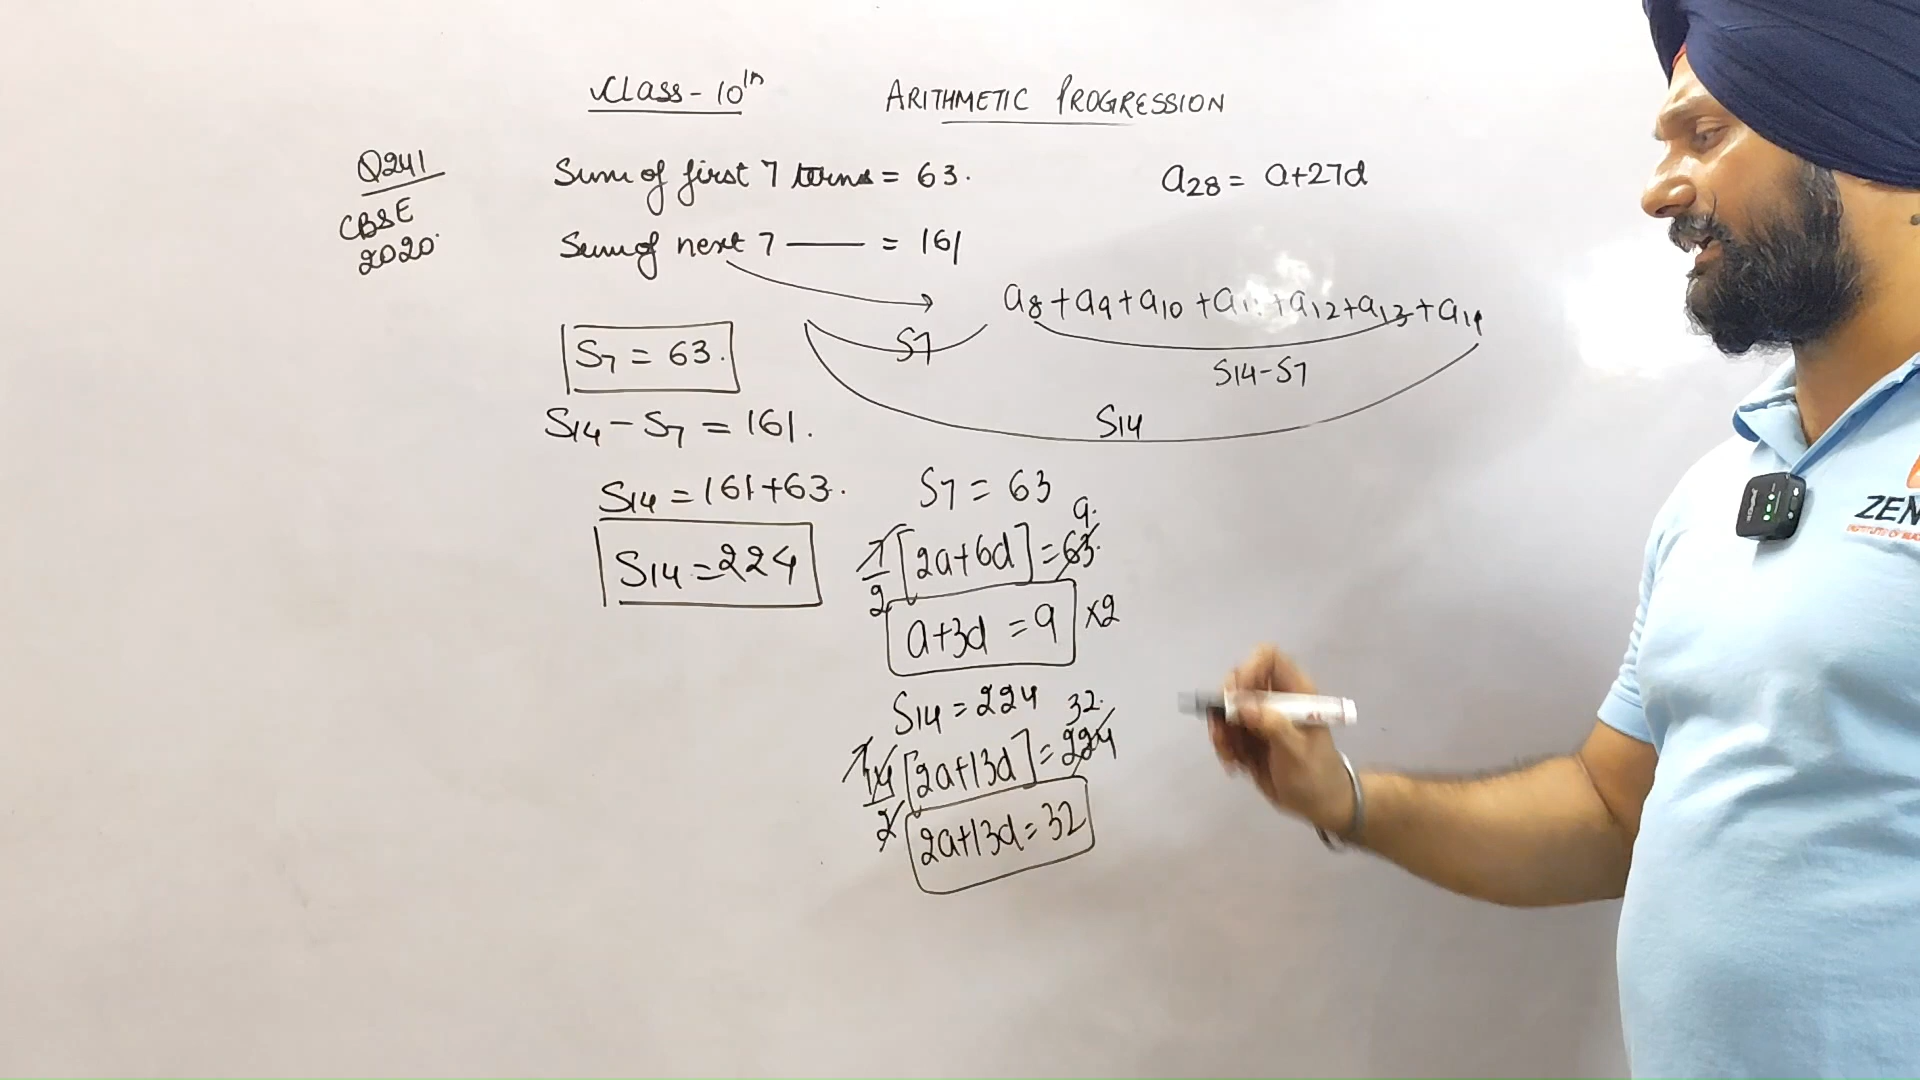 Class-10th
ARITHMETIC PROGRESSION
Q241
CBSE
2020.
Sum of first 7 terms = 63.
a28 = a+27d
Sum of next 7 —— = 161
a8+a9+a10+a11+a12+a13+a14
S7
S14-S7
S14
S7 = 63.
S14-S7 = 161.
S14 = 161+63.
S14 = 224
S7 = 63
9.
7/2 [2a+6d] = 63.
a+3d = 9 ×2
S14 = 224
32.
7
14/2 [2a+13d] = 224
2a+13d = 32
ZEN